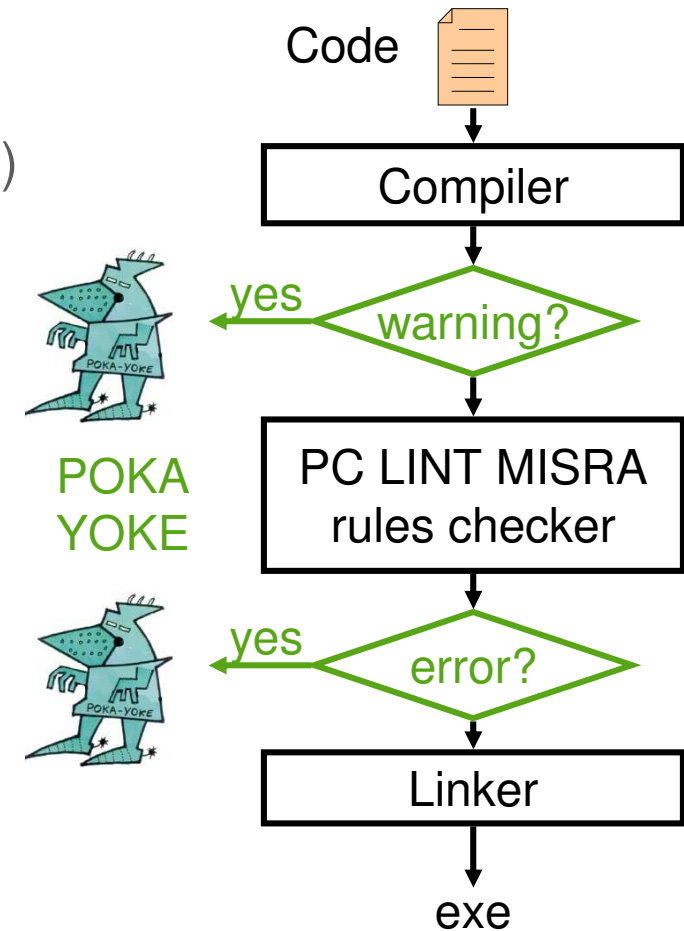 Code
)
Compiler
yes
warning?
POKA-YOKE
POKA
YOKE
PC LINT MISRA
rules checker
yes
error?
POKA-YOKE
Linker
exe